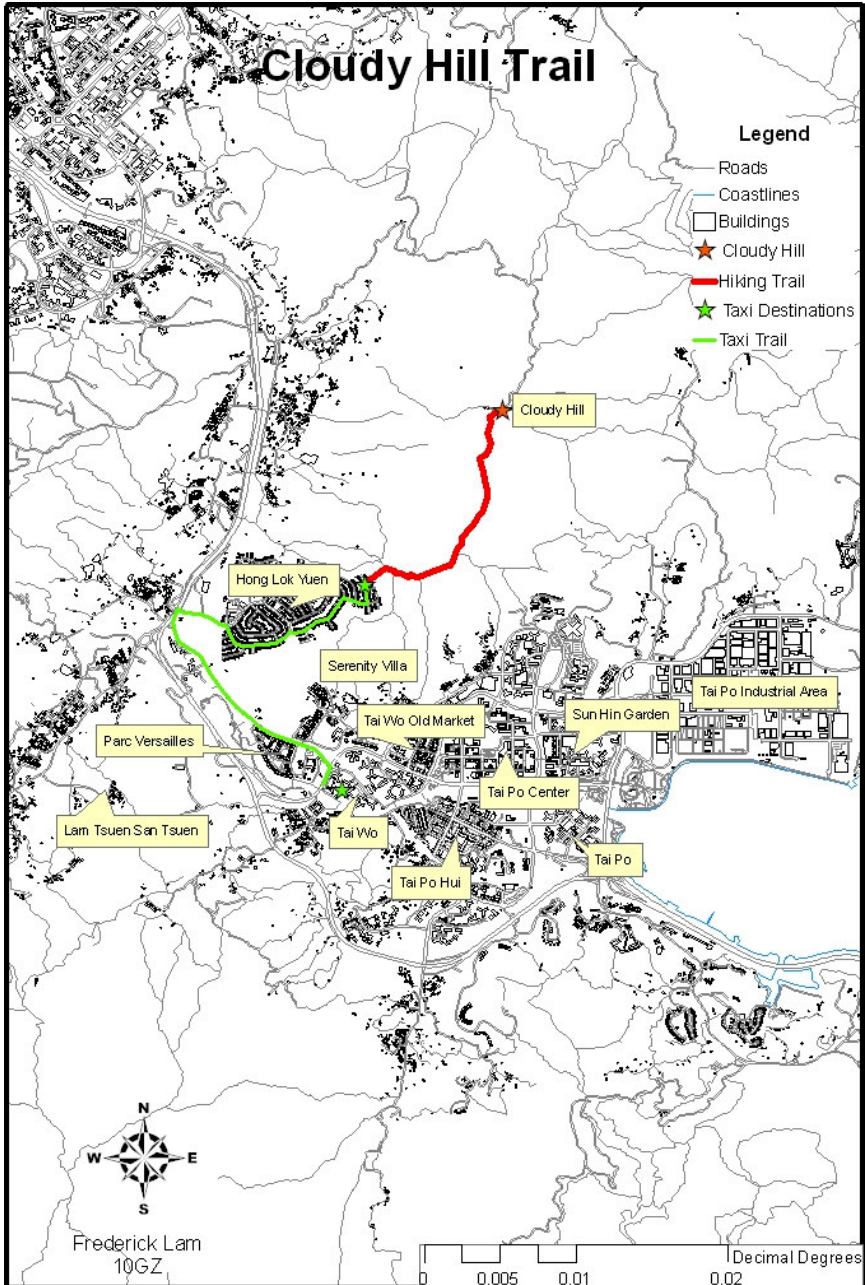 Cloudy Hill Trail
Legend
Roads
Coastlines
Buildings
Cloudy Hill
Hiking Trail
Taxi Destinations
Taxi Trail
Cloudy Hill
Hong Lok Yuen
Serenity Villa
Tai Po Industrial Area
Tai Wo Old Market
Sun Hin Garden
Parc Versailles
Tai Po Center
Lam Tsuen San Tsuen
Tai Wo
Tai Po
Tai Po Hui
N
W
E
S
Frederick Lam
10GZ
Decimal Degrees
0 0.005 0.01 0.02